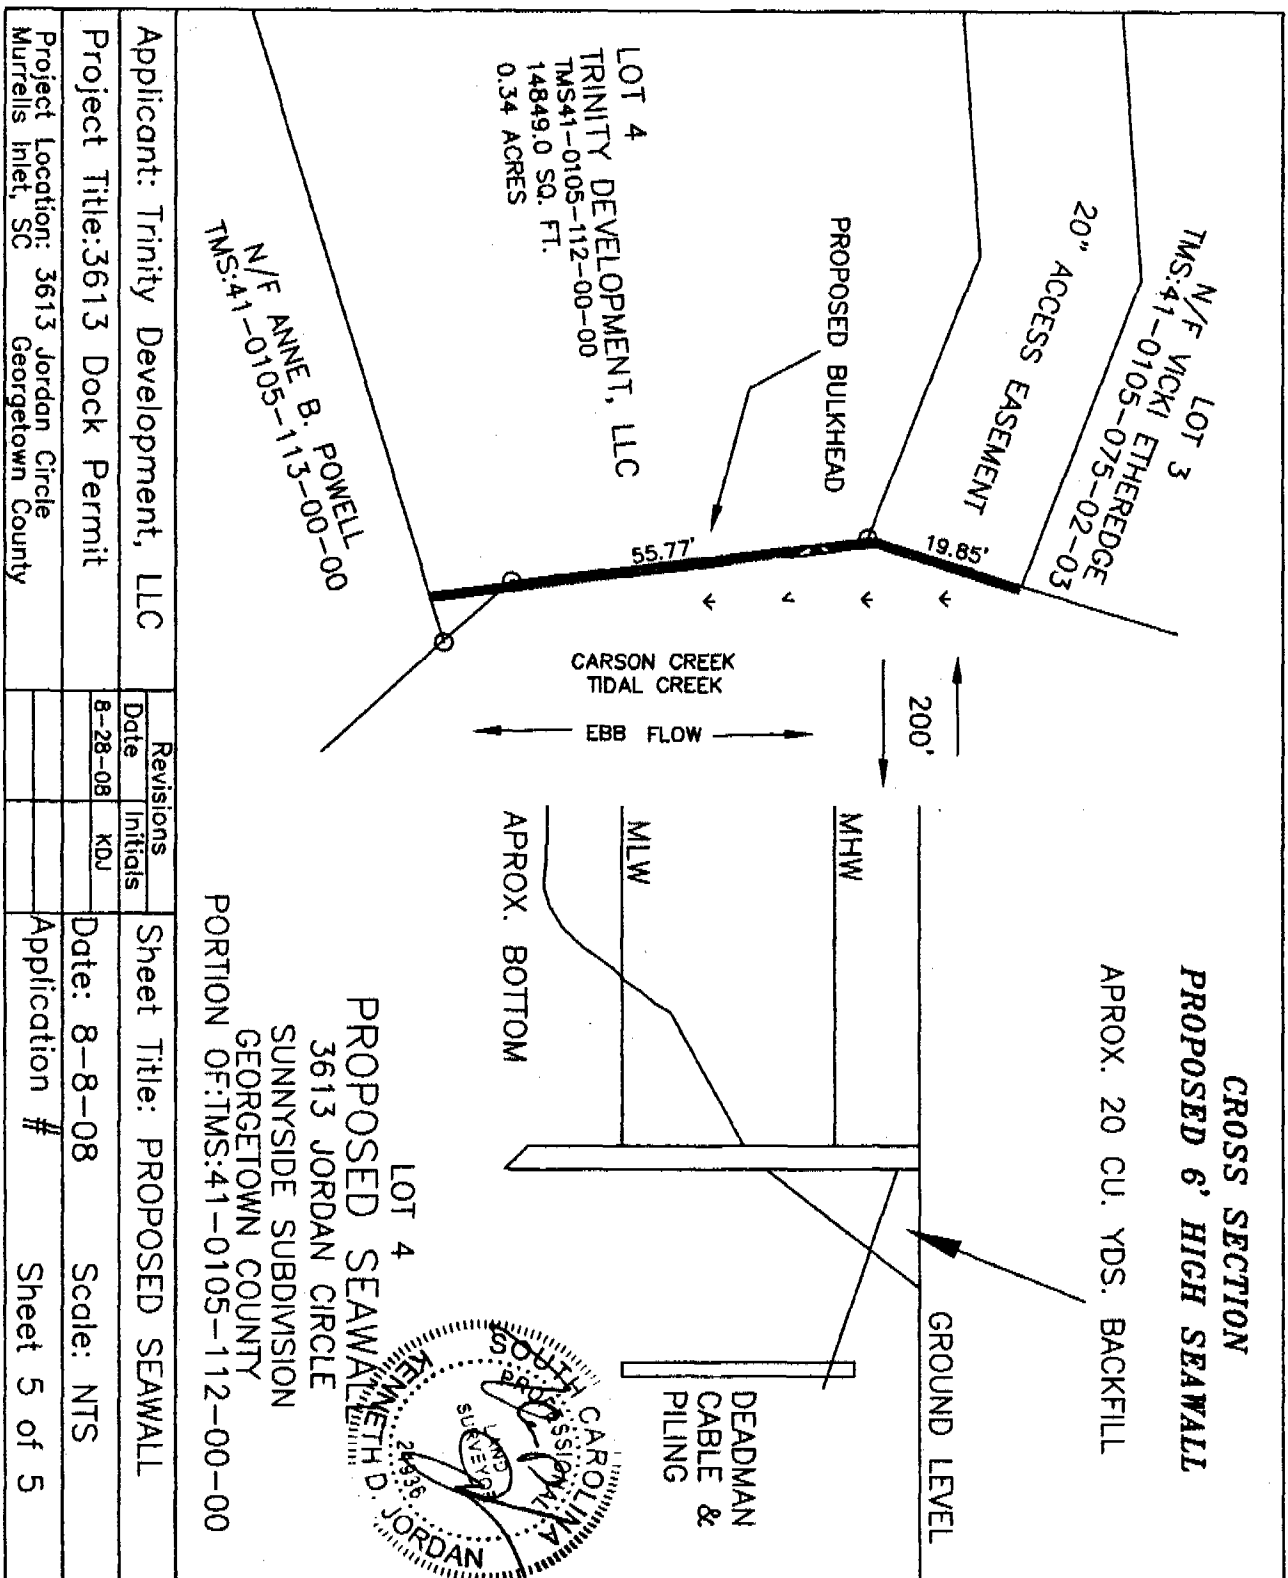 LOT 3
N/F VICKI ETHEREDGE
TMS:41-0105-075-02-03
20" ACCESS EASEMENT
PROPOSED BULKHEAD
LOT 4
TRINITY DEVELOPMENT, LLC
TMS41-0105-112-00-00
14849.0 SQ. FT.
0.34 ACRES
19.85'
55.77'
N/F ANNE B. POWELL
TMS:41-0105-113-00-00
200'
CARSON CREEK
TIDAL CREEK
EBB FLOW
CROSS SECTION
PROPOSED 6' HIGH SEAWALL
APROX. 20 CU. YDS. BACKFILL
GROUND LEVEL
MHW
MLW
APROX. BOTTOM
DEADMAN
CABLE &
PILING
LOT 4
PROPOSED SEAWALL
3613 JORDAN CIRCLE
SUNNYSIDE SUBDIVISION
GEORGETOWN COUNTY
PORTION OF:TMS:41-0105-112-00-00
SOUTH CAROLINA
PROFESSIONAL
LAND
SURVEYOR
KENNETH D. JORDAN
Applicant: Trinity Development, LLC
Project Title:3613 Dock Permit
Project Location: 3613 Jordan Circle
Murrells Inlet, SC Georgetown County
Revisions
Date Initials
8-28-08 KDJ
Sheet Title: PROPOSED SEAWALL
Date: 8-8-08 Scale: NTS
Application # Sheet 5 of 5